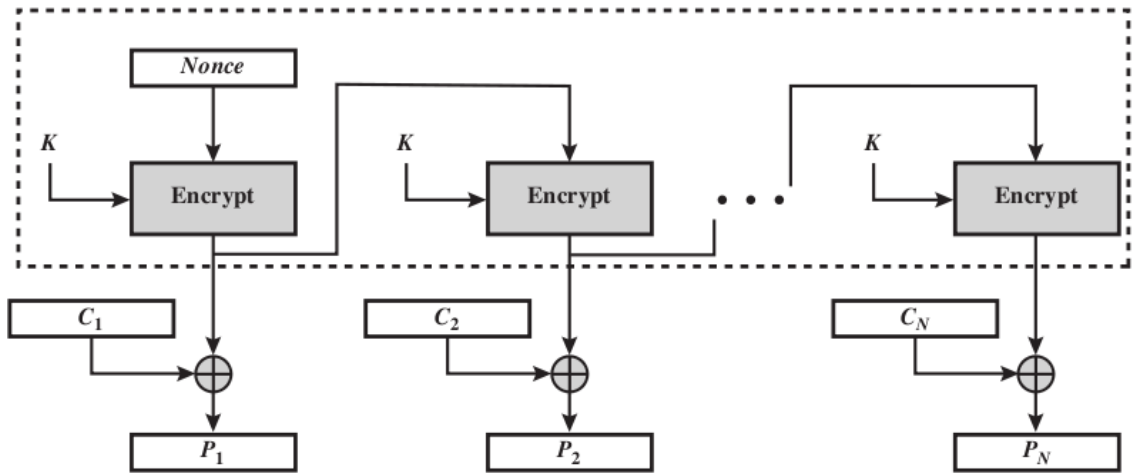 Nonce
K K K
Encrypt Encrypt • • • Encrypt
C1 C2 CN
P1 P2 PN